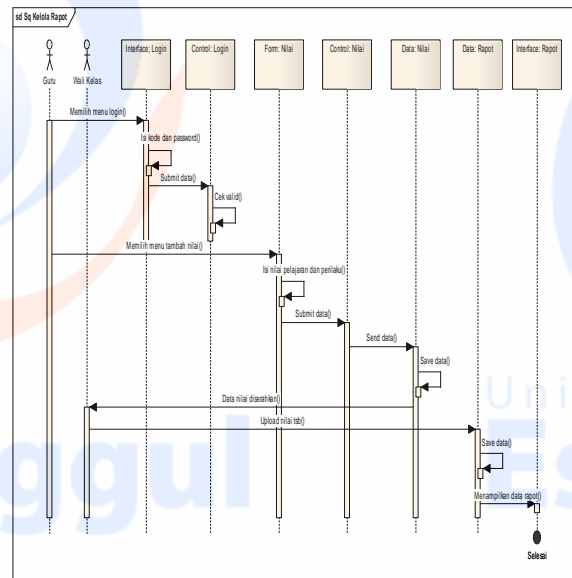 sd Sq Kelola Rapot
Interface; Login
Control: Login
Form: Nilai
Control: Nilai
Data: Nilai
Data: Rapot
Interface: Rapot
Guru
Wali Kelas
Memilih menu login()
Isi kode dan password()
Submit data()
Cek valid()
Memilih menu tambah nilai()
Isi nilai pelajaran dan perilaku()
Submit data()
Send data()
Save data()
Data nilai diserahkan()
Upload nilai tsb()
Save data()
Menampilkan data rapot()
Selesai
Uni
Es
nggul